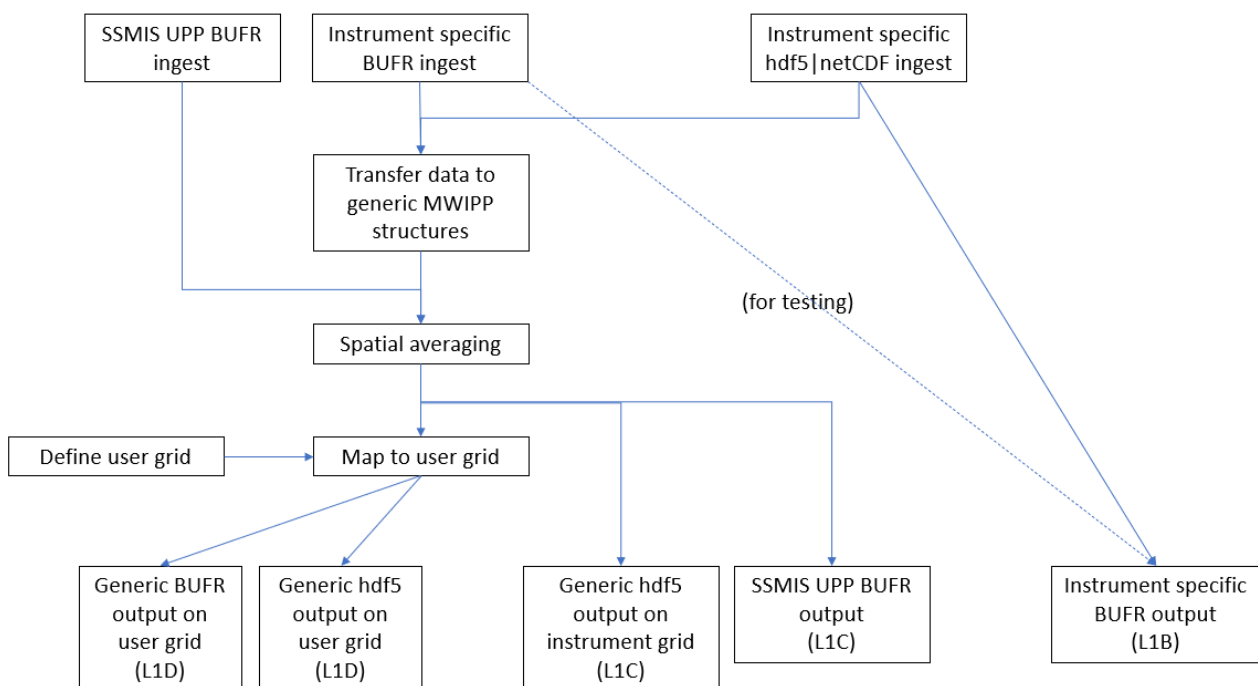 SSMIS UPP BUFR
ingest
Instrument specific
BUFR ingest
Instrument specific
hdf5|netCDF ingest
Transfer data to
generic MWIPP
structures
(for testing)
Spatial averaging
Define user grid
Map to user grid
Generic BUFR
output on
user grid
(L1D)
Generic hdf5
output on
user grid
(L1D)
Generic hdf5
output on
instrument grid
(L1C)
SSMIS UPP BUFR
output
(L1C)
Instrument specific
BUFR output
(L1B)